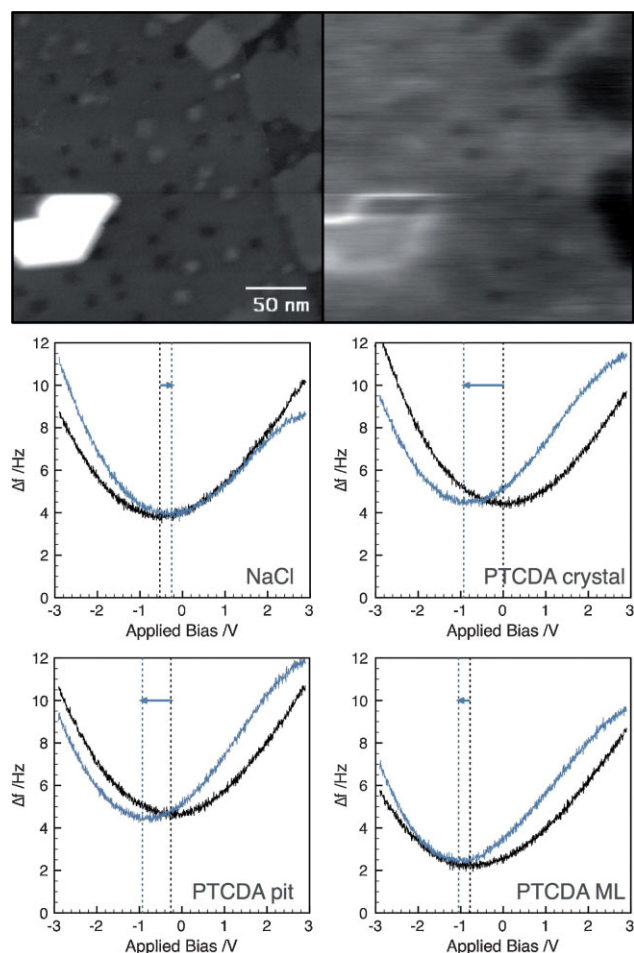 50 nm
12
10
8
6
4
2
0
Δf /Hz
-3 -2 -1 0 1 2 3
Applied Bias /V
NaCl
12
10
8
6
4
2
0
Δf /Hz
-3 -2 -1 0 1 2 3
Applied Bias /V
PTCDA crystal
12
10
8
6
4
2
0
Δf /Hz
-3 -2 -1 0 1 2 3
Applied Bias /V
PTCDA pit
12
10
8
6
4
2
0
Δf /Hz
-3 -2 -1 0 1 2 3
Applied Bias /V
PTCDA ML